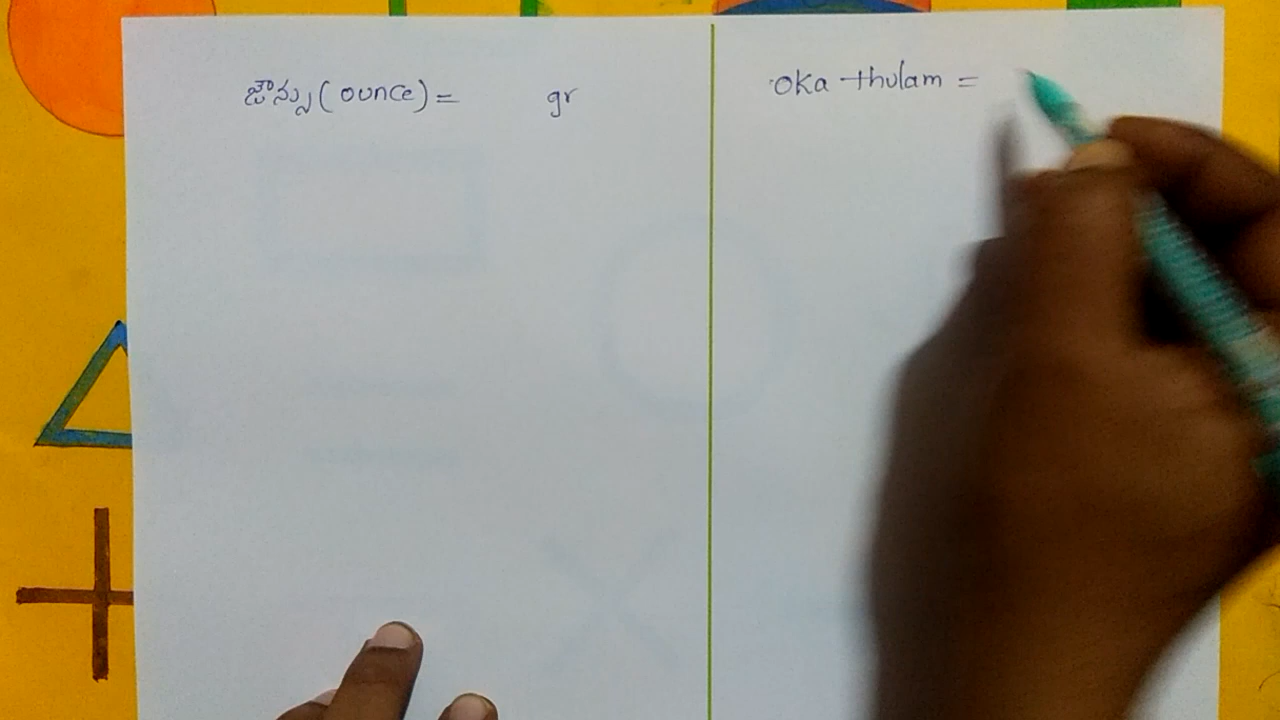 ఔన్సు (ounce) = gr
oka thulam =